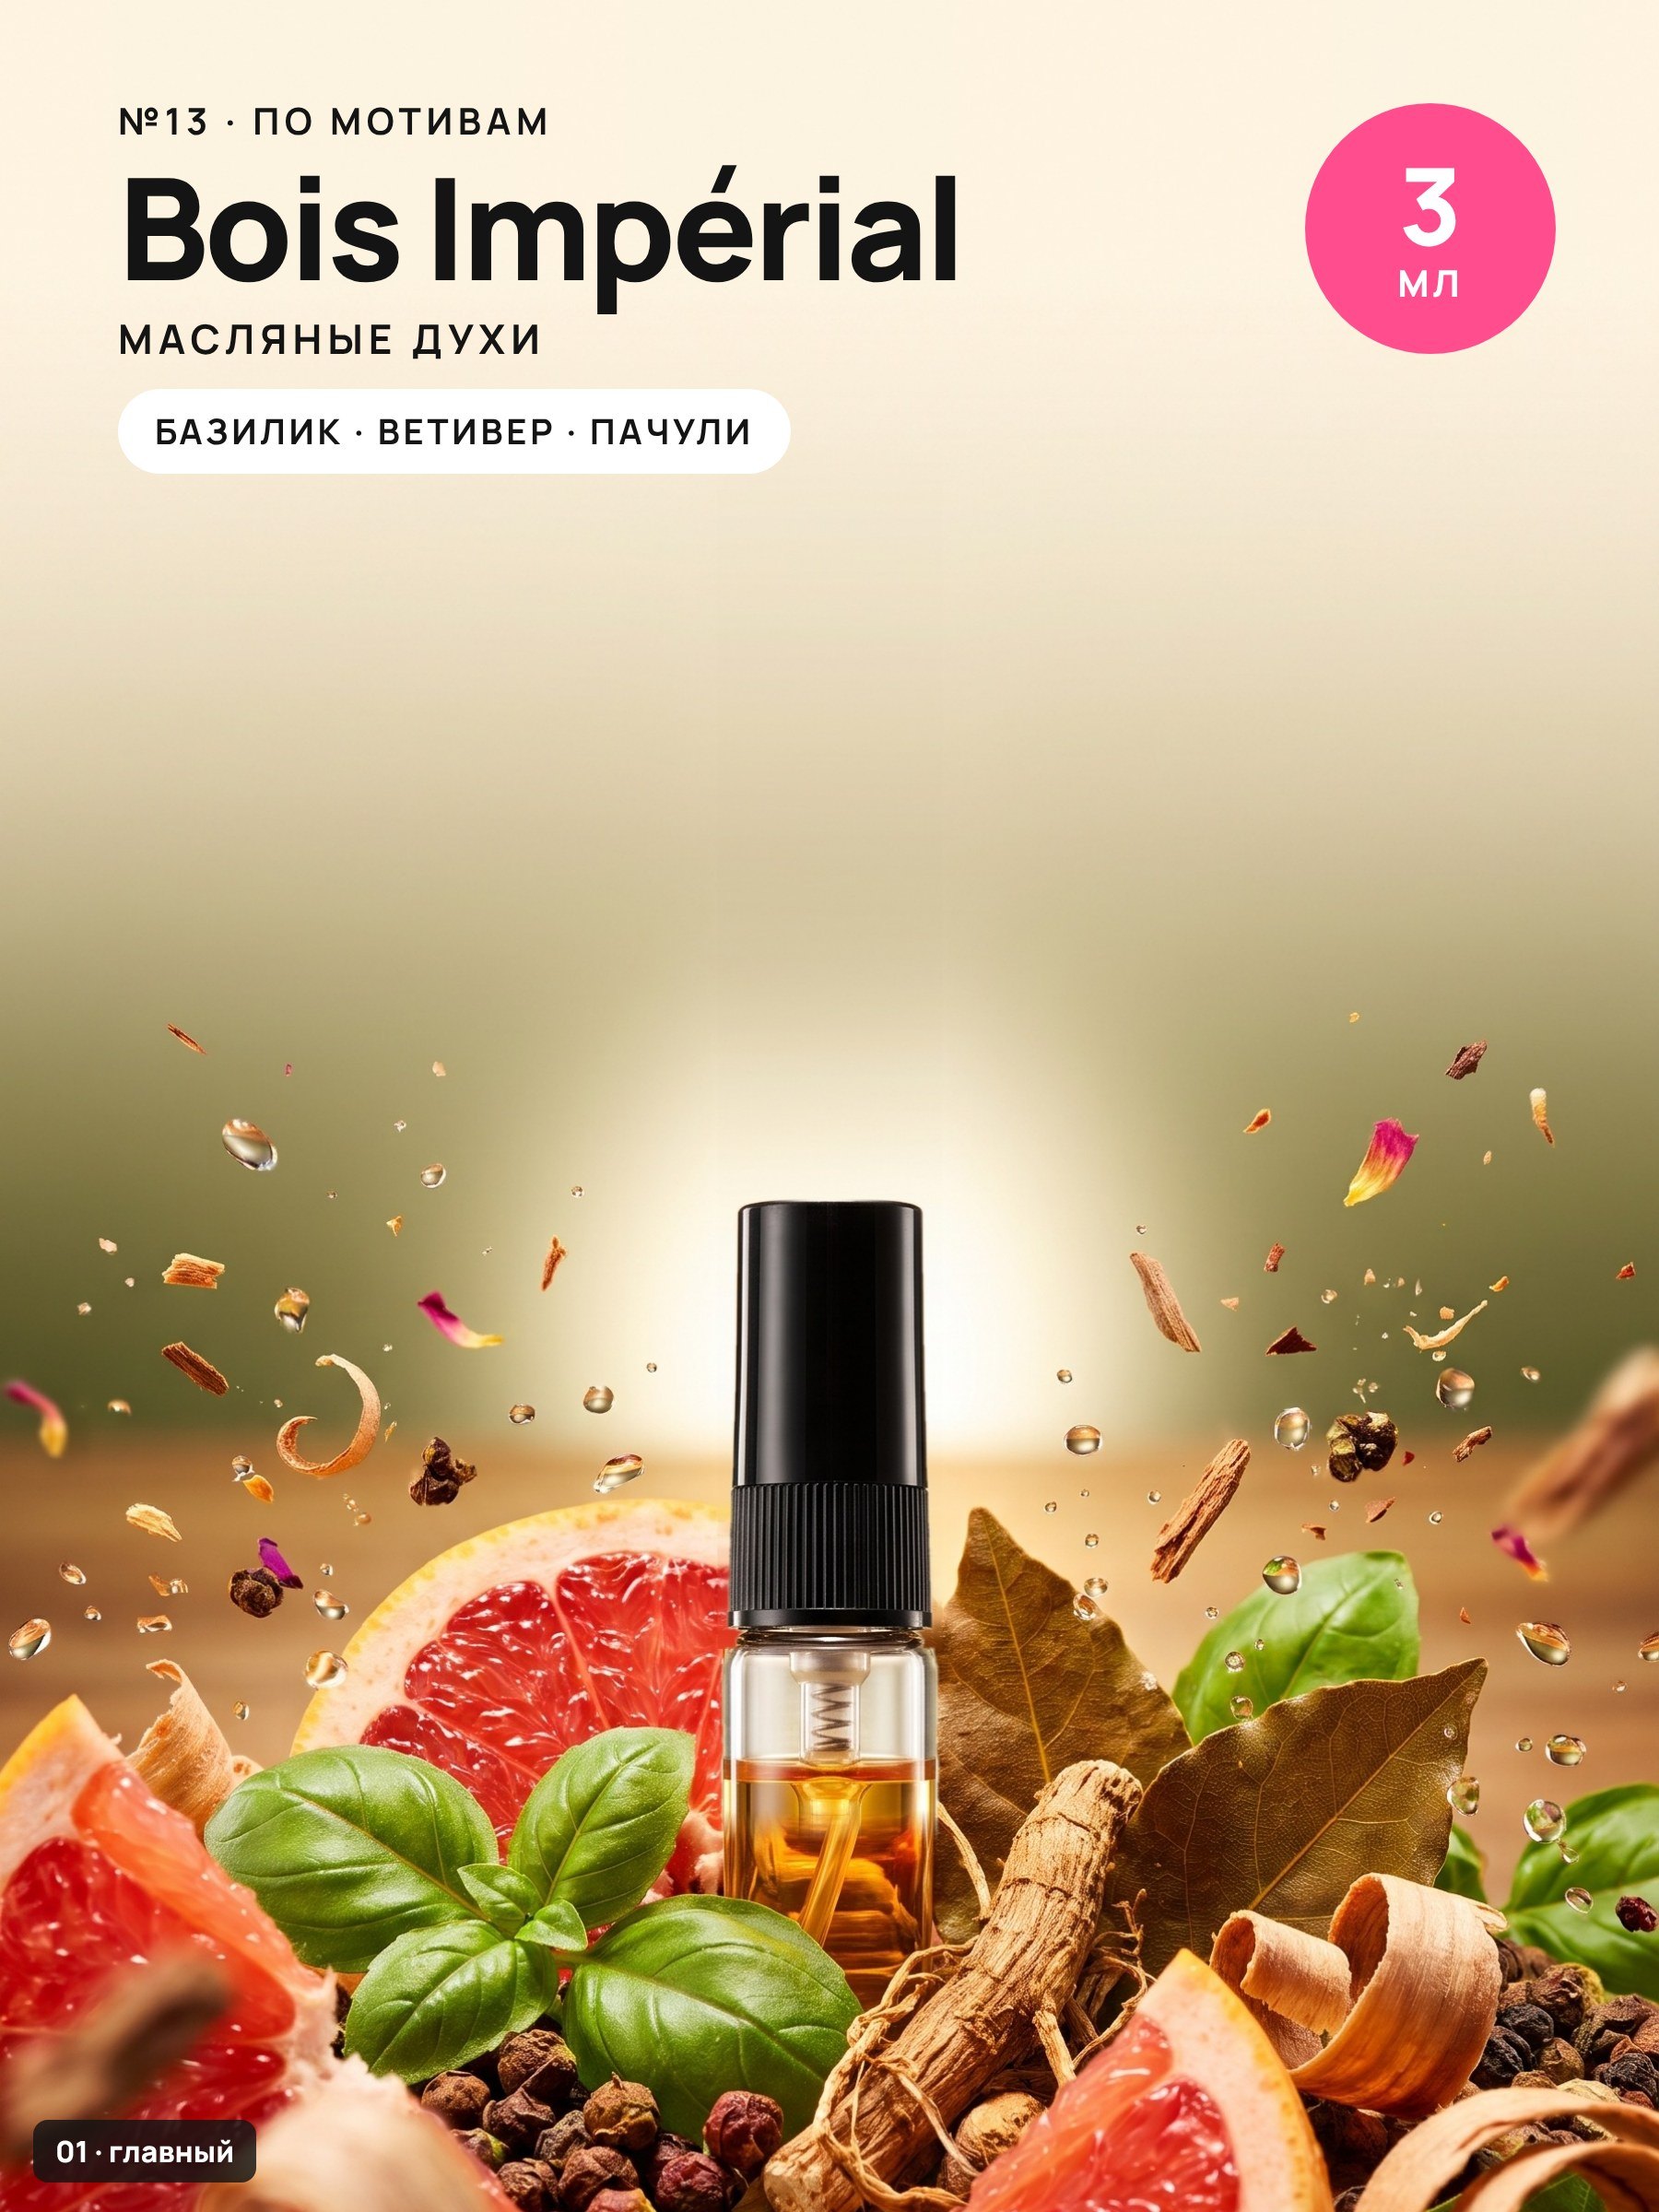 №13 · ПО МОТИВАМ
Bois Impérial
МАСЛЯНЫЕ ДУХИ
БАЗИЛИК · ВЕТИВЕР · ПАЧУЛИ
3
МЛ
01 · главный